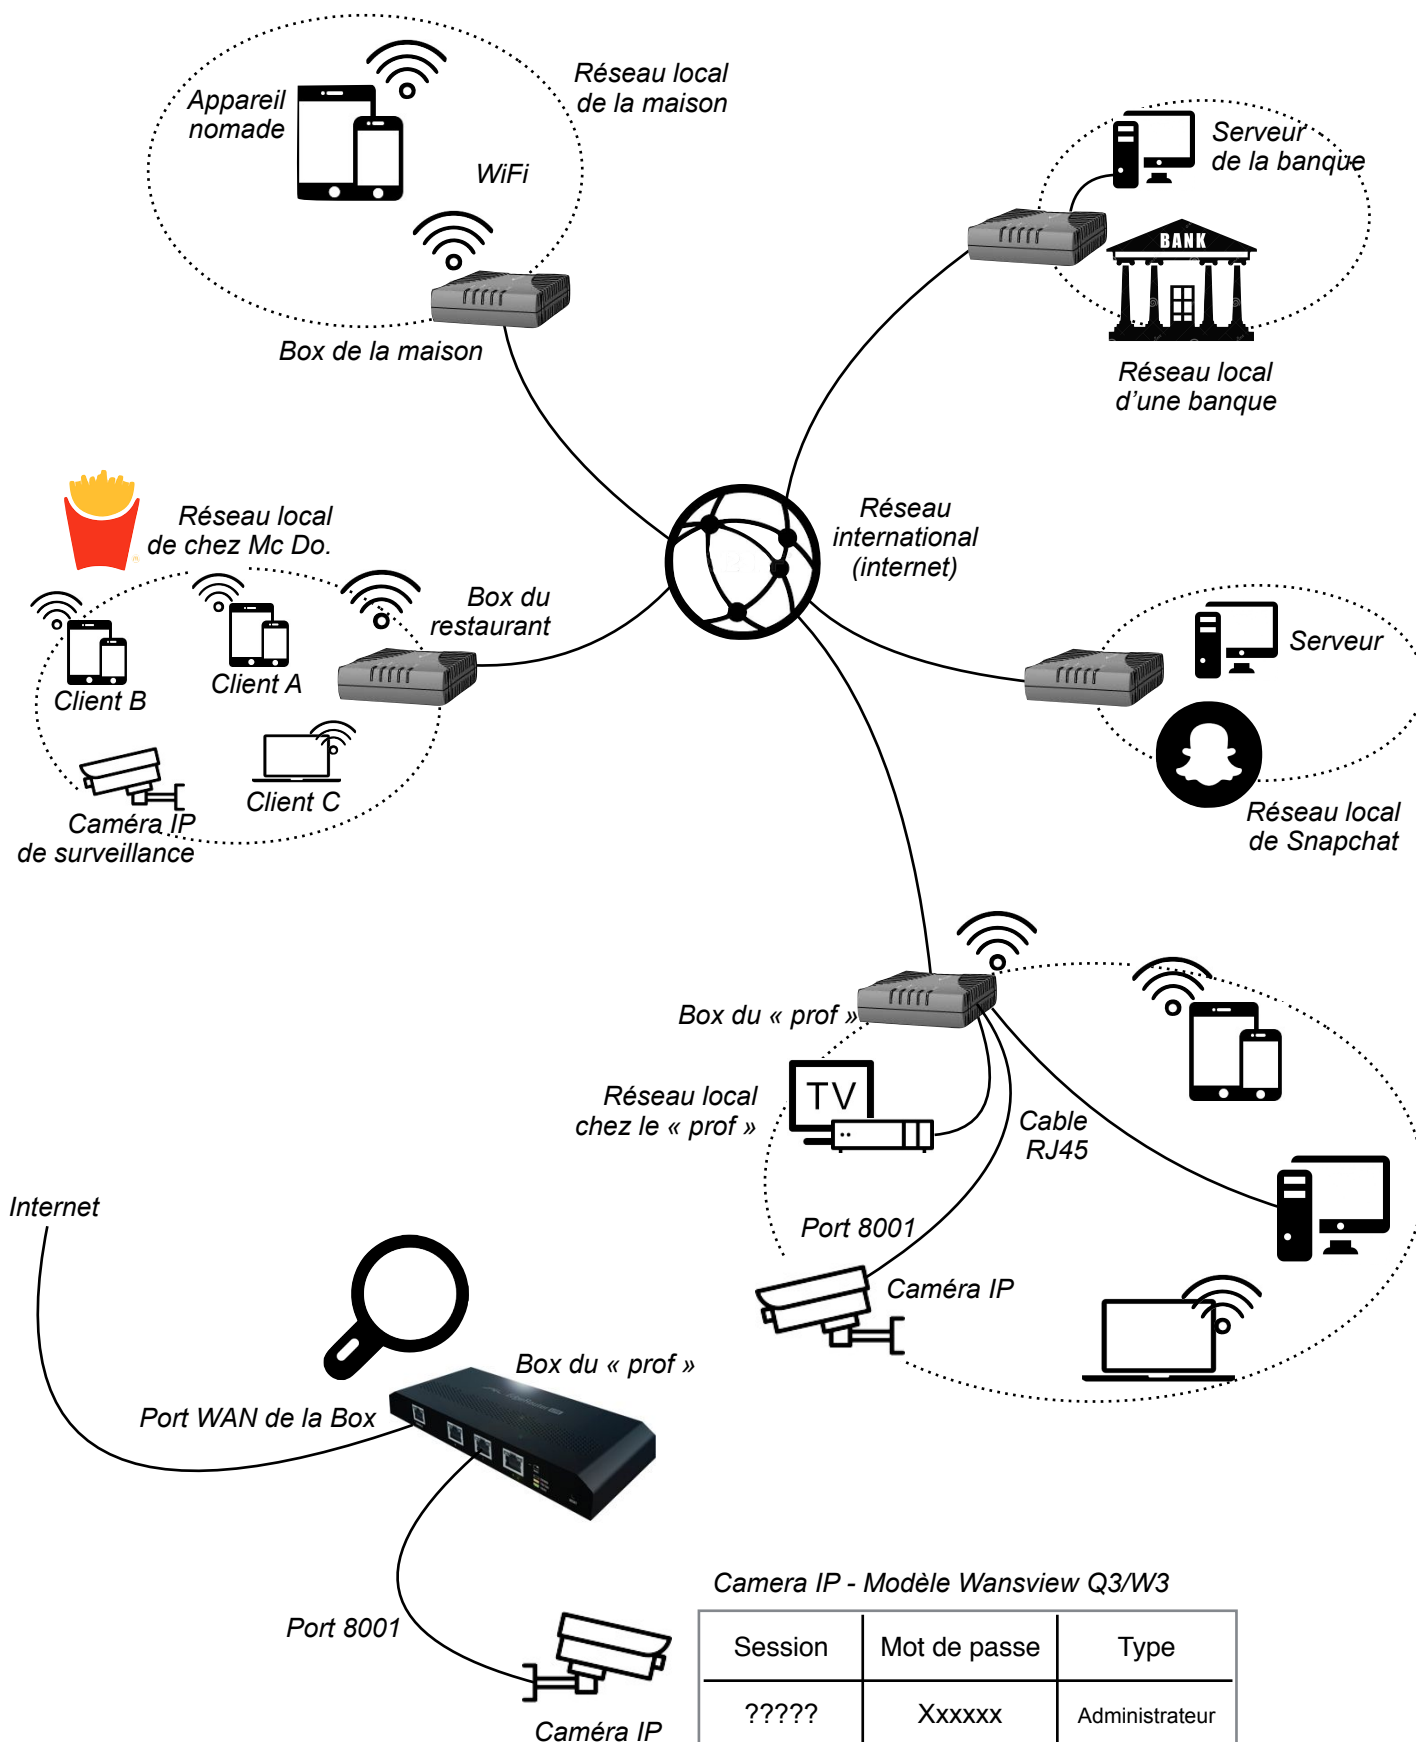 Appareil
nomade
Réseau local
de la maison
WiFi
Box de la maison
Serveur
de la banque
BANK
Réseau local
d’une banque
Réseau local
de chez Mc Do.
Box du
restaurant
Client B
Client A
Client C
Caméra IP
de surveillance
Réseau
international
(internet)
Serveur
Réseau local
de Snapchat
Box du « prof »
Réseau local
chez le « prof »
TV
Cable
RJ45
Port 8001
Caméra IP
Internet
Box du « prof »
Port WAN de la Box
Port 8001
Caméra IP
Camera IP - Modèle Wansview Q3/W3
Session Mot de passe Type
????? Xxxxxx Administrateur